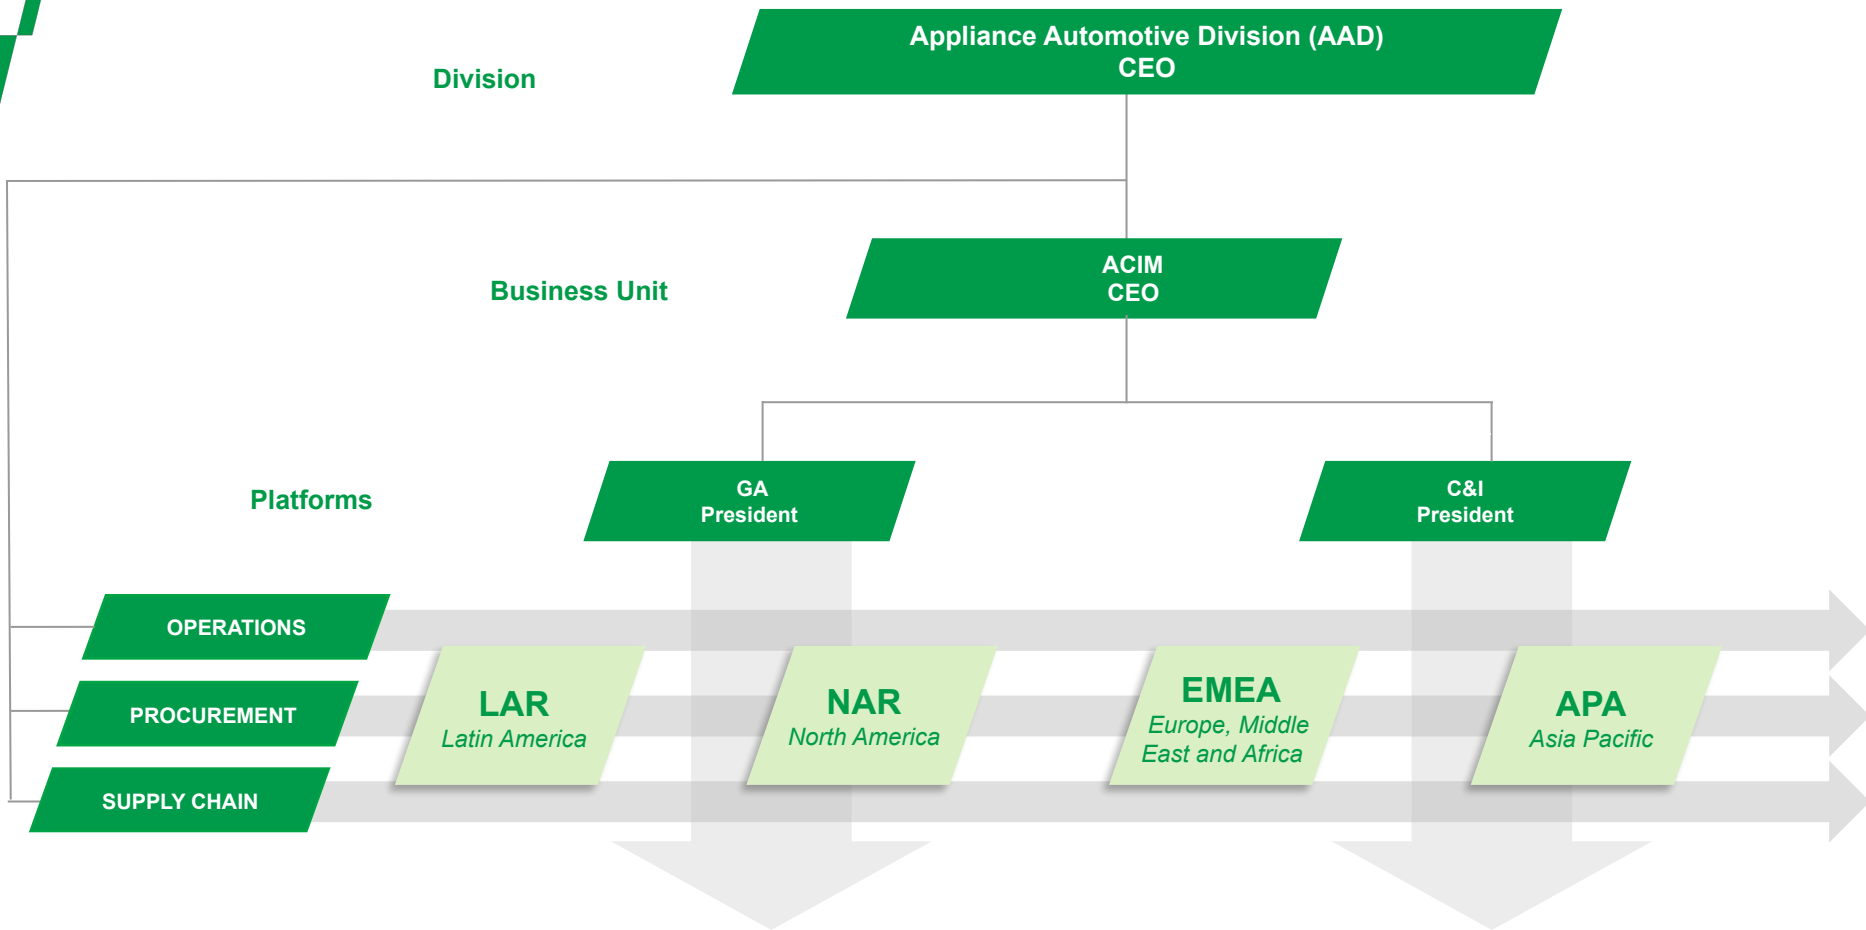 Appliance Automotive Division (AAD)
CEO
Division
ACIM
CEO
Business Unit
GA
President
C&I
President
Platforms
OPERATIONS
PROCUREMENT
SUPPLY CHAIN
LAR
Latin America
NAR
North America
EMEA
Europe, Middle
East and Africa
APA
Asia Pacific